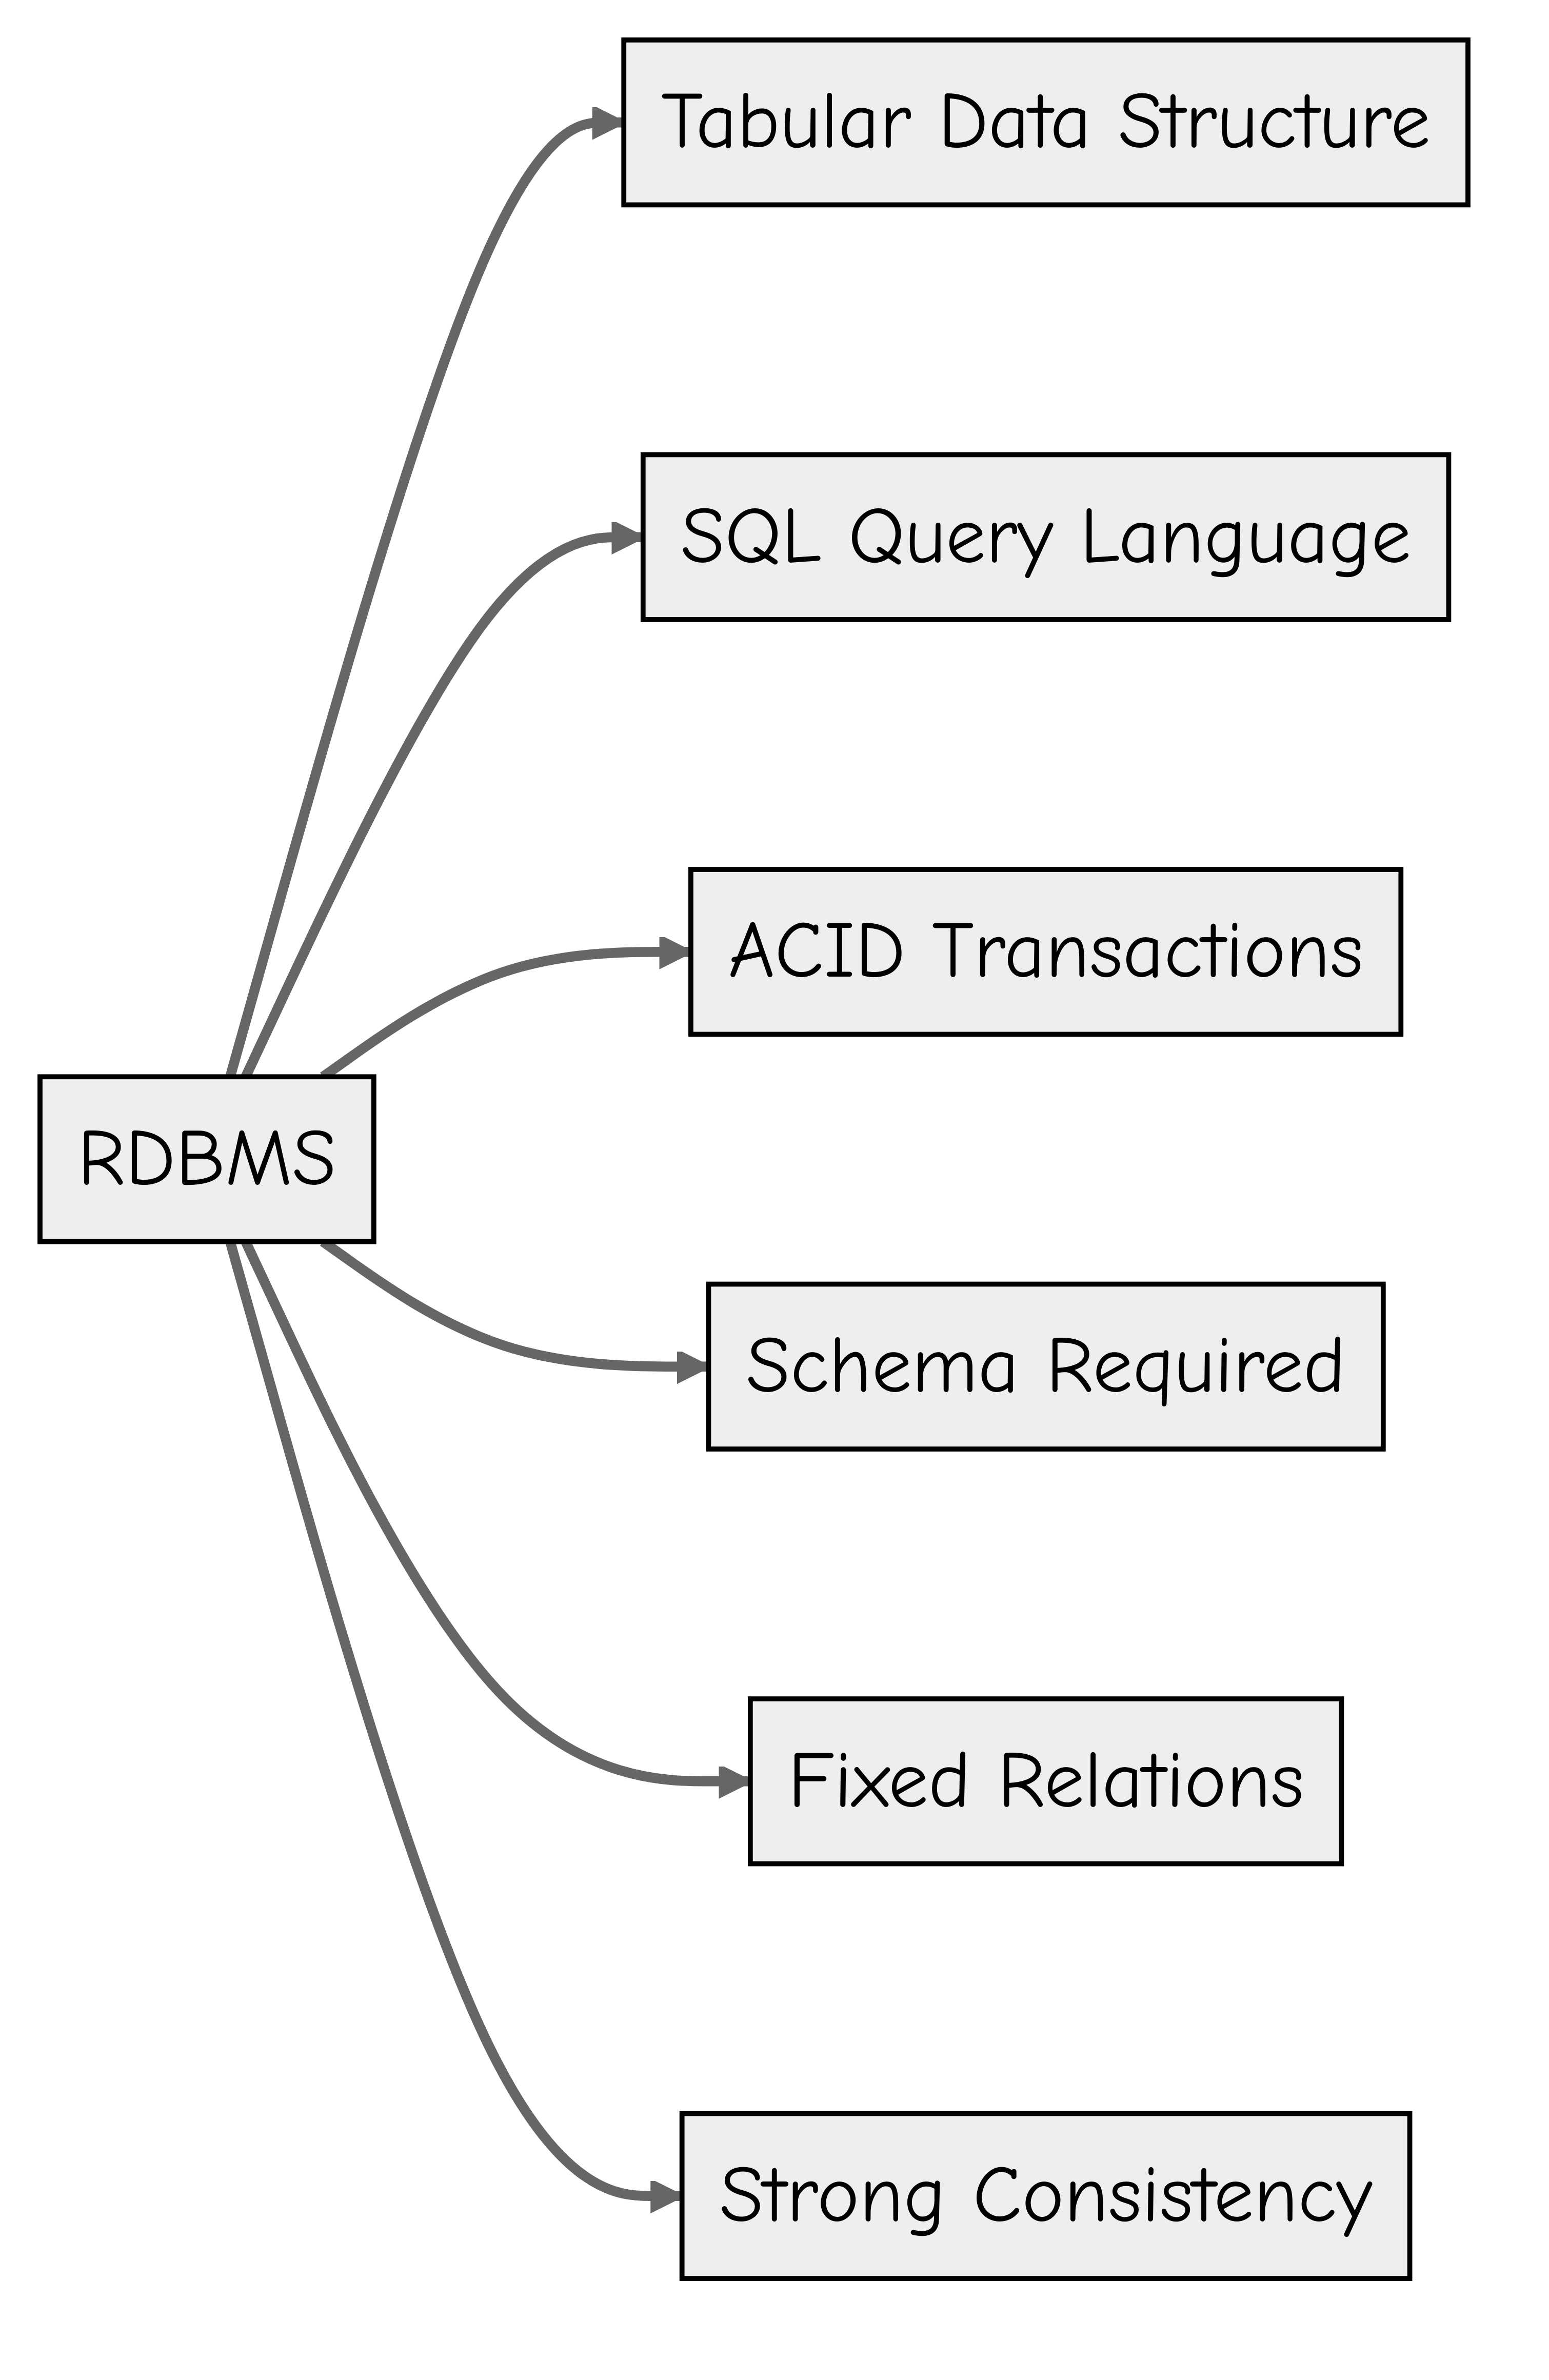 Tabular Data Structure
SQL Query Language
ACID Transactions
RDBMS
Schema Required
Fixed Relations
Strong Consistency